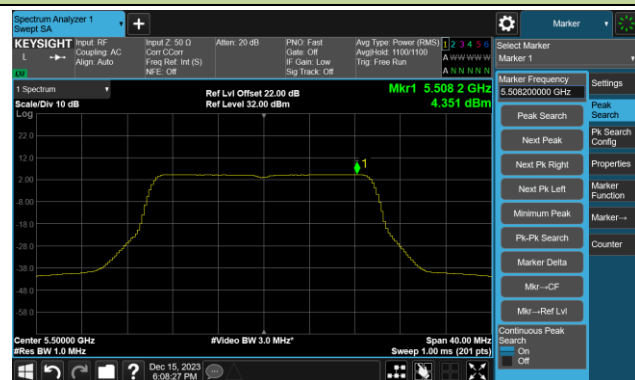 Spectrum Analyzer 1
Swept SA
+
Marker
KEYSIGHT
L
LXI
Input: RF
Coupling: AC
Align: Auto
Input Z: 50 Ω
Corr CCorr
Freq Ref: Int (S)
NFE: Off
Atten: 20 dB
PNO: Fast
Gate: Off
IF Gain: Low
Sig Track: Off
Avg Type: Power (RMS)
Avg|Hold: 1100/1100
Trig: Free Run
1 2 3 4 5 6
A W W W W W
A N N N N N
Select Marker
Marker 1
1 Spectrum
Scale/Div 10 dB
Log
Ref Lvl Offset 22.00 dB
Ref Level 32.00 dBm
Mkr1 5.508 2 GHz
4.351 dBm
1
22.0
12.0
2.00
-8.00
-18.0
-28.0
-38.0
-48.0
-58.0
Center 5.50000 GHz
#Res BW 1.0 MHz
#Video BW 3.0 MHz*
Span 40.00 MHz
Sweep 1.00 ms (201 pts)
Marker Frequency
5.508200000 GHz
Peak Search
Next Peak
Next Pk Right
Next Pk Left
Minimum Peak
Pk-Pk Search
Marker Delta
Mkr→CF
Mkr→Ref Lvl
Continuous Peak
Search
On
Off
Settings
Peak
Search
Pk Search
Config
Properties
Marker
Function
Marker→
Counter
?
Dec 15, 2023
6:08:27 PM